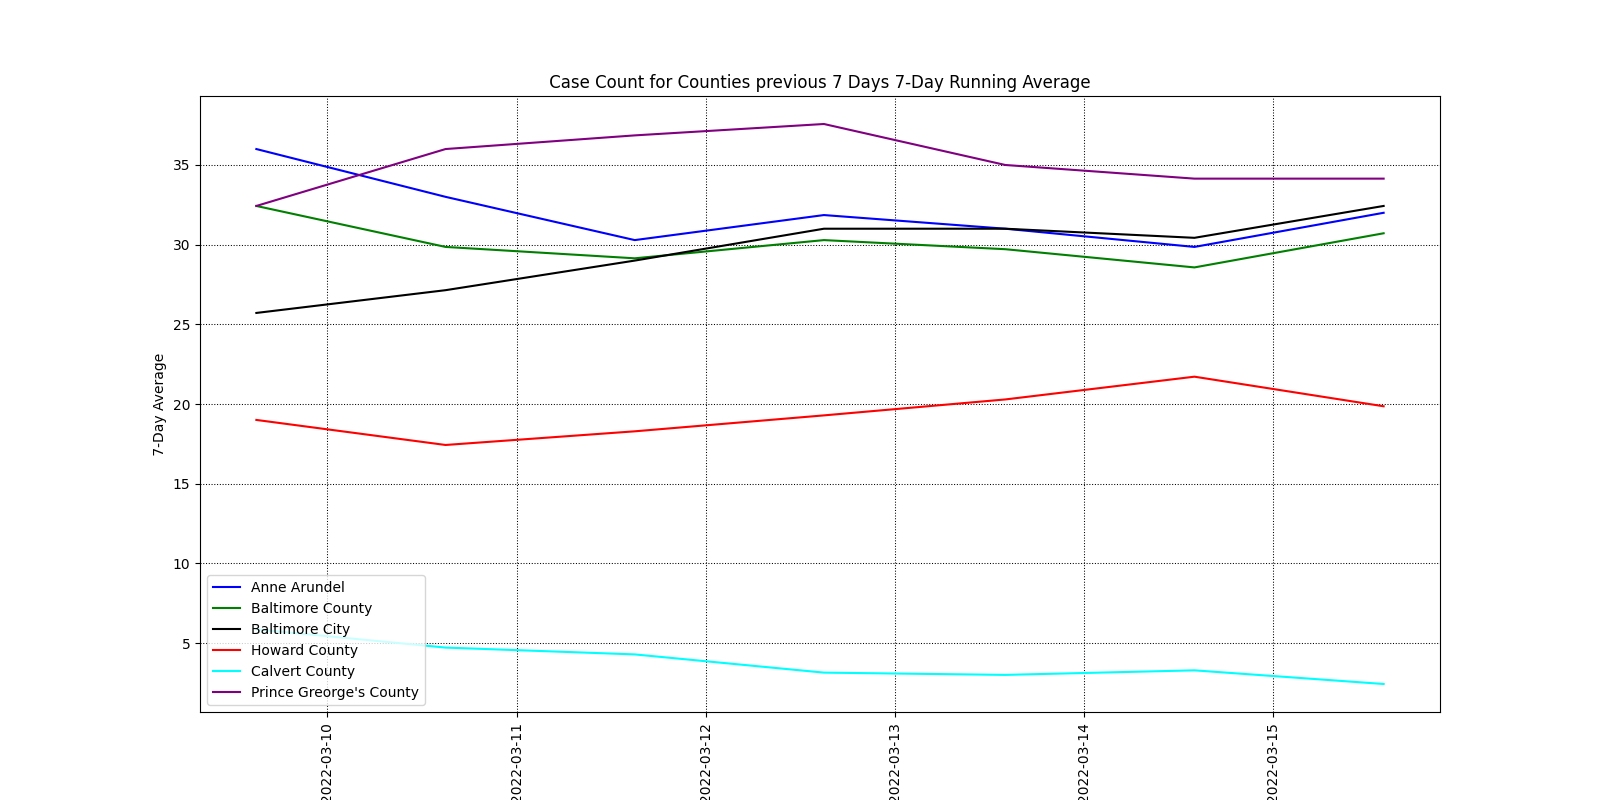 Case Count for Counties previous 7 Days 7-Day Running Average
7-Day Average
35
30
25
20
15
10
5
Anne Arundel
Baltimore County
Baltimore City
Howard County
Calvert County
Prince Greorge's County
2022-03-10
2022-03-11
2022-03-12
2022-03-13
2022-03-14
2022-03-15